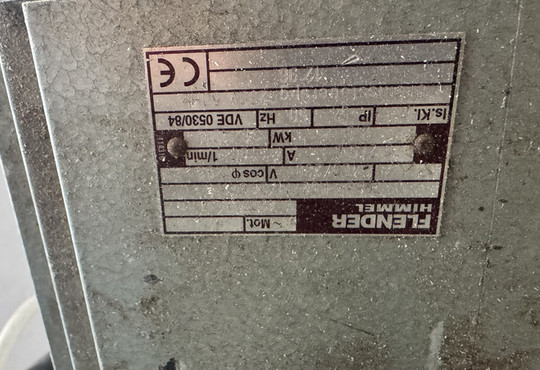 FLENDER ~ Mot.
HIMMEL
V cos φ
A 1/min
kW
Is.Kl. IP Hz VDE 0530/84
CE